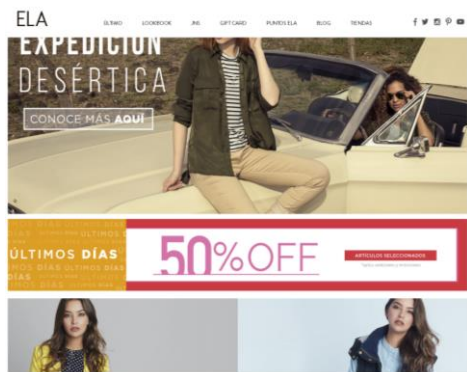 ELA
ÚLTIMO LOOKBOOK JNS GIFT CARD PUNTOS ELA BLOG TIENDAS
EXPEDICIÓN
DESÉRTICA
CONOCE MÁS AQUÍ
ÚLTIMOS DÍAS
50%OFF
ARTÍCULOS SELECCIONADOS